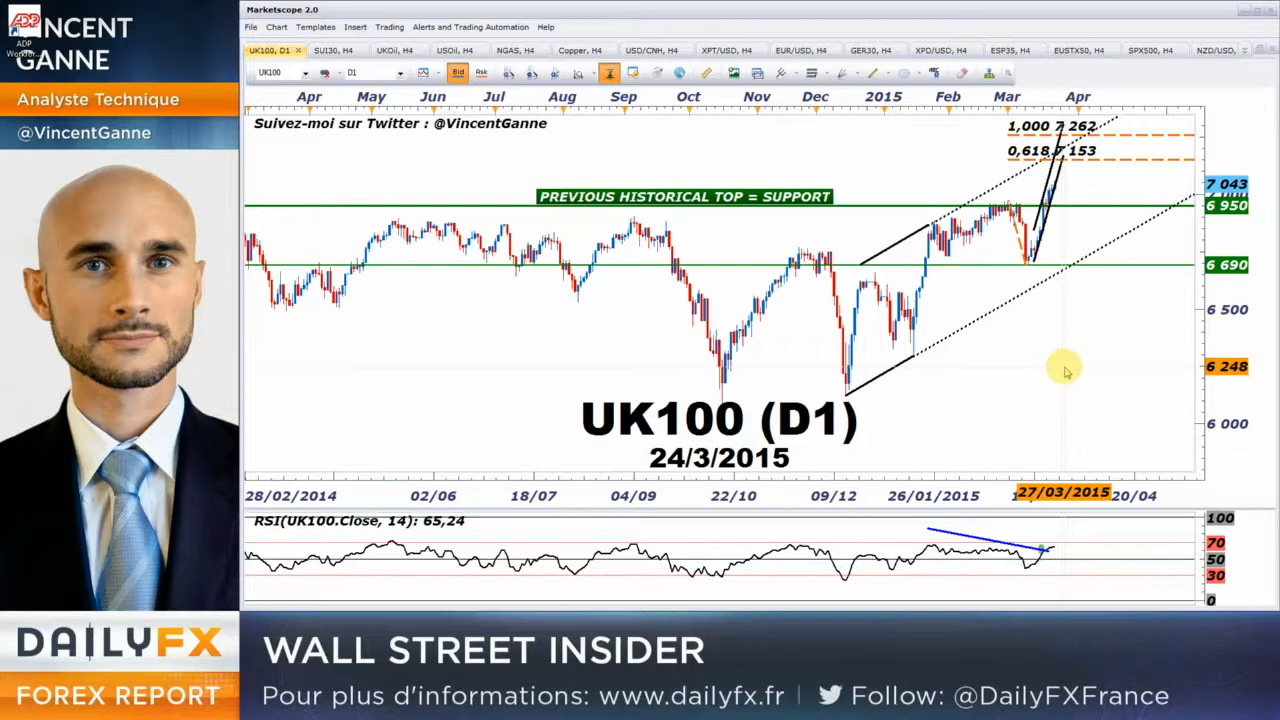 ADP
VINCENT
GANNE
Analyste Technique
@VincentGanne
Marketscope 2.0
File Chart Templates Insert Trading Alerts and Trading Automation Help
UK100, D1 SUI30, H4 UKOil, H4 USOil, H4 NGAS, H4 Copper, H4 USD/CNH, H4 XPT/USD, H4 EUR/USD, H4 GER30, H4 XPD/USD, H4 ESP35, H4 EUSTX50, H4 SPX500, H4 NZD/USD,
UK100 D1 Bid Ask
Apr May Jun Jul Aug Sep Oct Nov Dec 2015 Feb Mar Apr
Suivez-moi sur Twitter : @VincentGanne
1,000 7 262
0,618 7 153
PREVIOUS HISTORICAL TOP = SUPPORT
7 043
6 950
6 690
6 500
6 248
6 000
UK100 (D1)
24/3/2015
28/02/2014 02/06 18/07 04/09 22/10 09/12 26/01/2015 27/03/2015 20/04
RSI(UK100.Close, 14): 65,24
100
70
50
30
0
DAILYFX
FOREX REPORT
WALL STREET INSIDER
Pour plus d'informations: www.dailyfx.fr | Follow: @DailyFXFrance